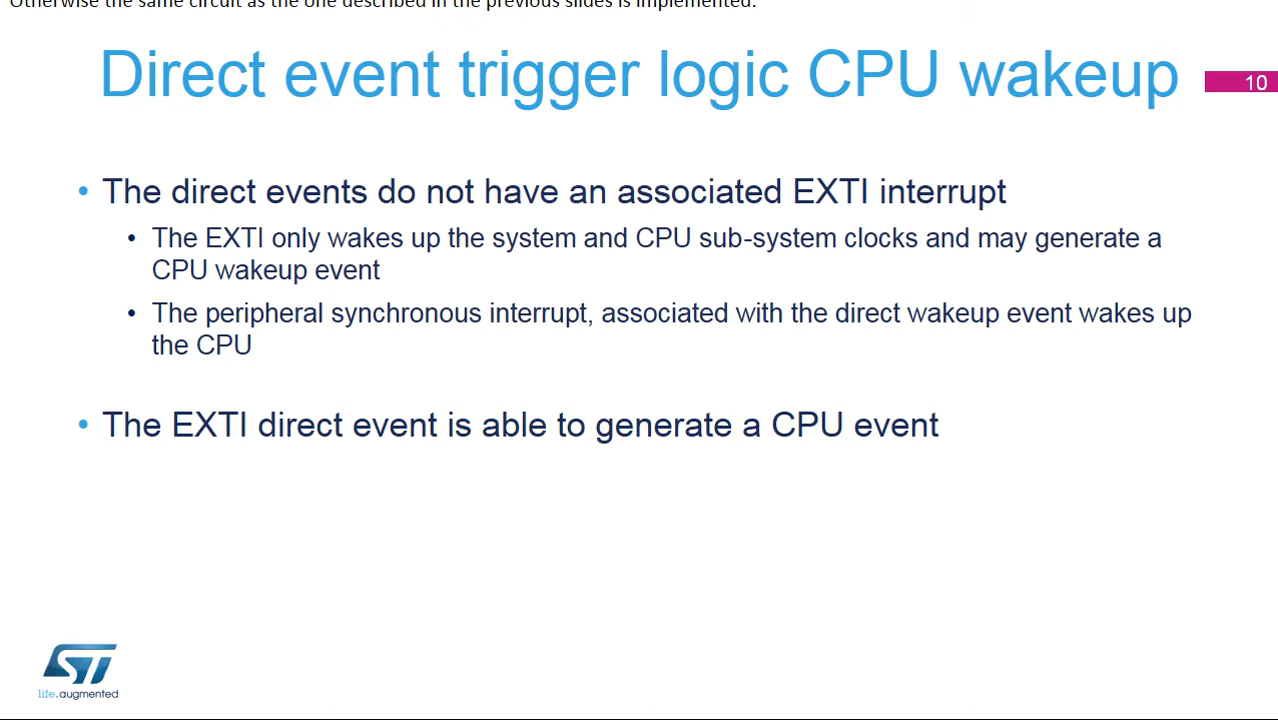 Otherwise the same circuit as the one described in the previous slides is implemented.
Direct event trigger logic CPU wakeup
10
• The direct events do not have an associated EXTI interrupt
• The EXTI only wakes up the system and CPU sub-system clocks and may generate a
CPU wakeup event
• The peripheral synchronous interrupt, associated with the direct wakeup event wakes up
the CPU
• The EXTI direct event is able to generate a CPU event
ST
life.augmented